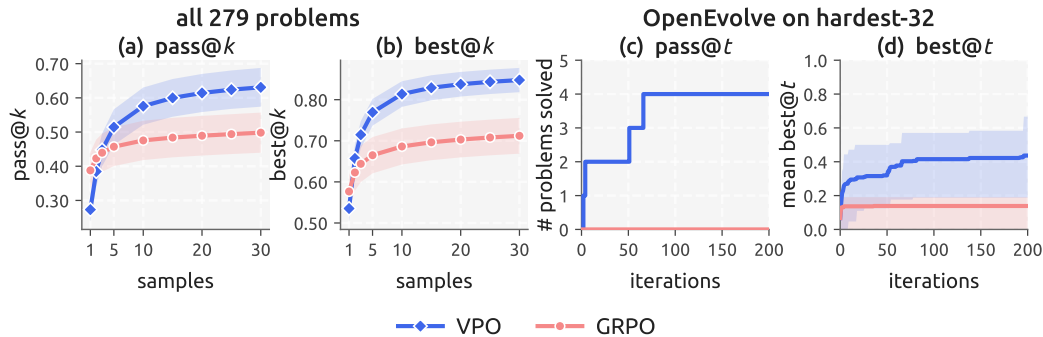 all 279 problems
OpenEvolve on hardest-32
(a) pass@k
(b) best@k
(c) pass@t
(d) best@t
pass@k
0.70
0.60
0.50
0.40
0.30
1 5 10 20 30
samples
best@k
0.80
0.70
0.60
0.50
1 5 10 20 30
samples
# problems solved
5
4
3
2
1
0
0 50 100 150 200
iterations
mean best@t
1.0
0.8
0.6
0.4
0.2
0.0
0 50 100 150 200
iterations
VPO
GRPO